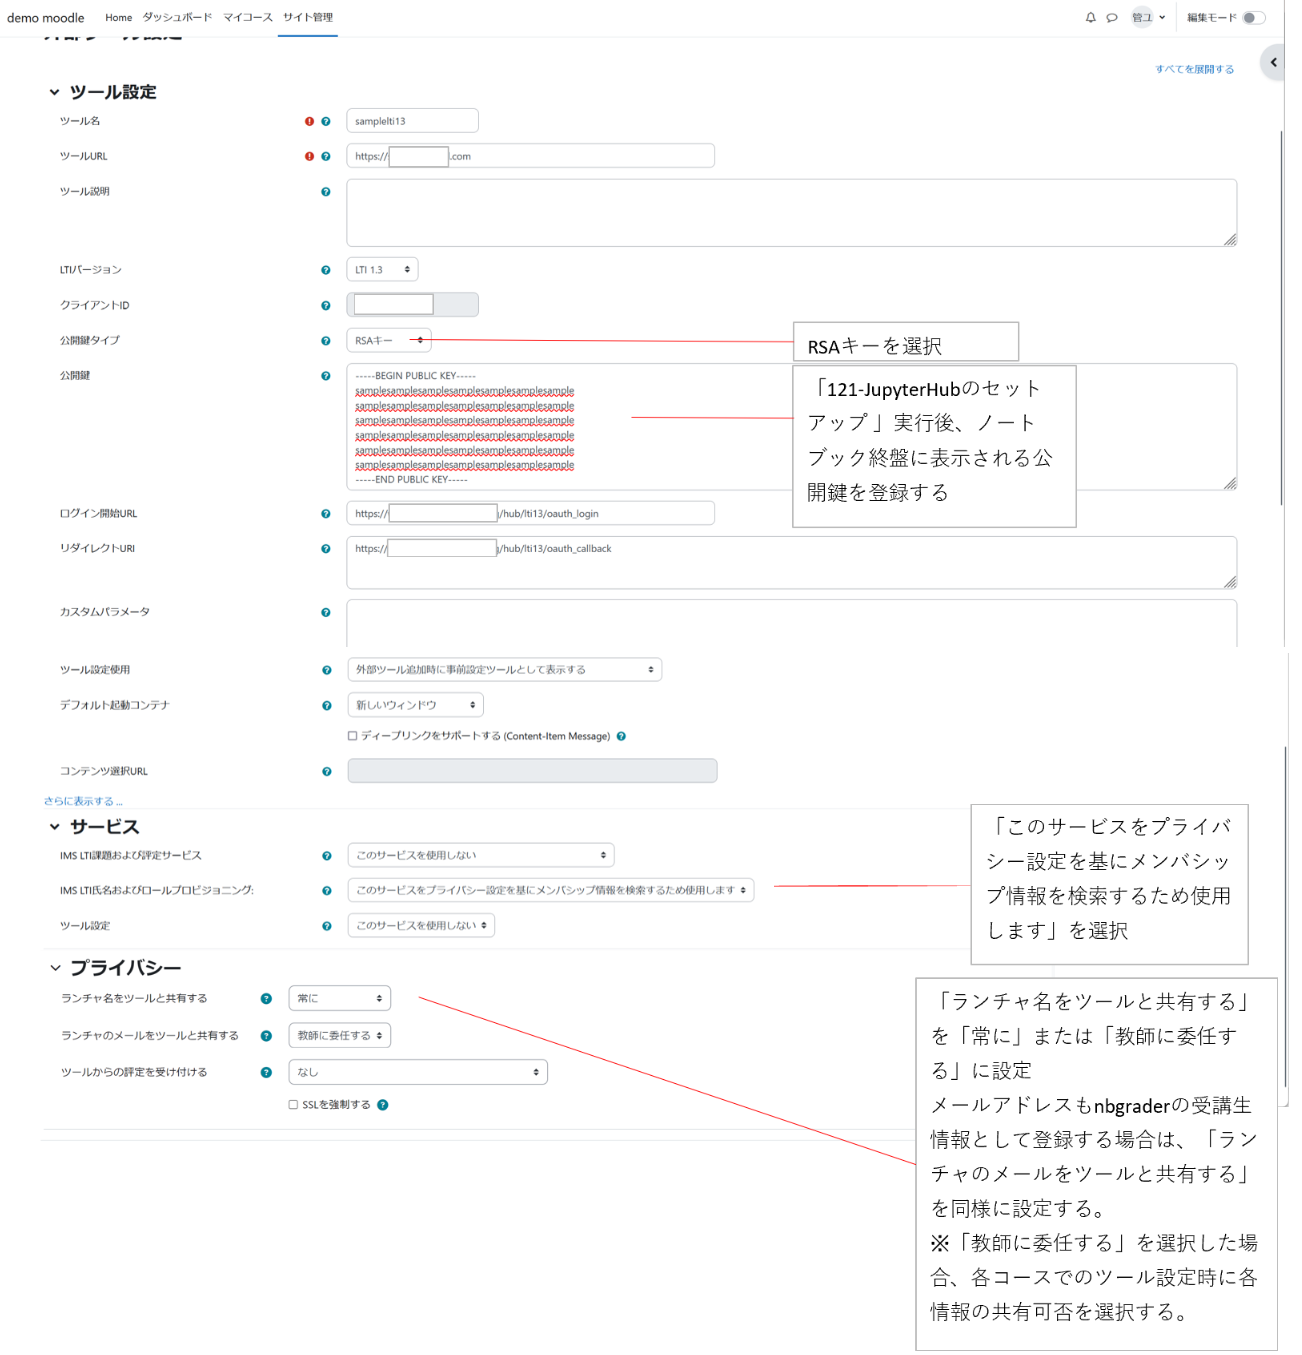 demo moodle Home ダッシュボード マイコース サイト管理 管ユ 編集モード
外部ツール設定
すべてを展開する
ツール設定
ツール名 samplelti13
ツールURL https:// .com
ツール説明
LTIバージョン LTI 1.3
クライアントID
公開鍵タイプ RSAキー
RSAキーを選択
公開鍵
-----BEGIN PUBLIC KEY-----
samplesamplesamplesamplesamplesamplesample
samplesamplesamplesamplesamplesamplesample
samplesamplesamplesamplesamplesamplesample
samplesamplesamplesamplesamplesamplesample
samplesamplesamplesamplesamplesamplesample
samplesamplesamplesamplesamplesamplesample
-----END PUBLIC KEY-----
「121-JupyterHubのセット
アップ 」実行後、ノート
ブック終盤に表示される公
開鍵を登録する
ログイン開始URL https:// /hub/lti13/oauth_login
リダイレクトURI https:// /hub/lti13/oauth_callback
カスタムパラメータ
ツール設定使用 外部ツール追加時に事前設定ツールとして表示する
デフォルト起動コンテナ 新しいウィンドウ
ディープリンクをサポートする (Content-Item Message)
コンテンツ選択URL
さらに表示する ...
サービス
IMS LTI課題および評定サービス このサービスを使用しない
IMS LTI氏名およびロールプロビジョニング: このサービスをプライバシー設定を基にメンバシップ情報を検索するため使用します
ツール設定 このサービスを使用しない
「このサービスをプライバ
シー設定を基にメンバシッ
プ情報を検索するため使用
します」を選択
プライバシー
ランチャ名をツールと共有する 常に
ランチャのメールをツールと共有する 教師に委任する
ツールからの評定を受け付ける なし
SSLを強制する
「ランチャ名をツールと共有する」
を「常に」または「教師に委任す
る」に設定
メールアドレスもnbgraderの受講生
情報として登録する場合は、「ラン
チャのメールをツールと共有する」
を同様に設定する。
※「教師に委任する」を選択した場
合、各コースでのツール設定時に各
情報の共有可否を選択する。